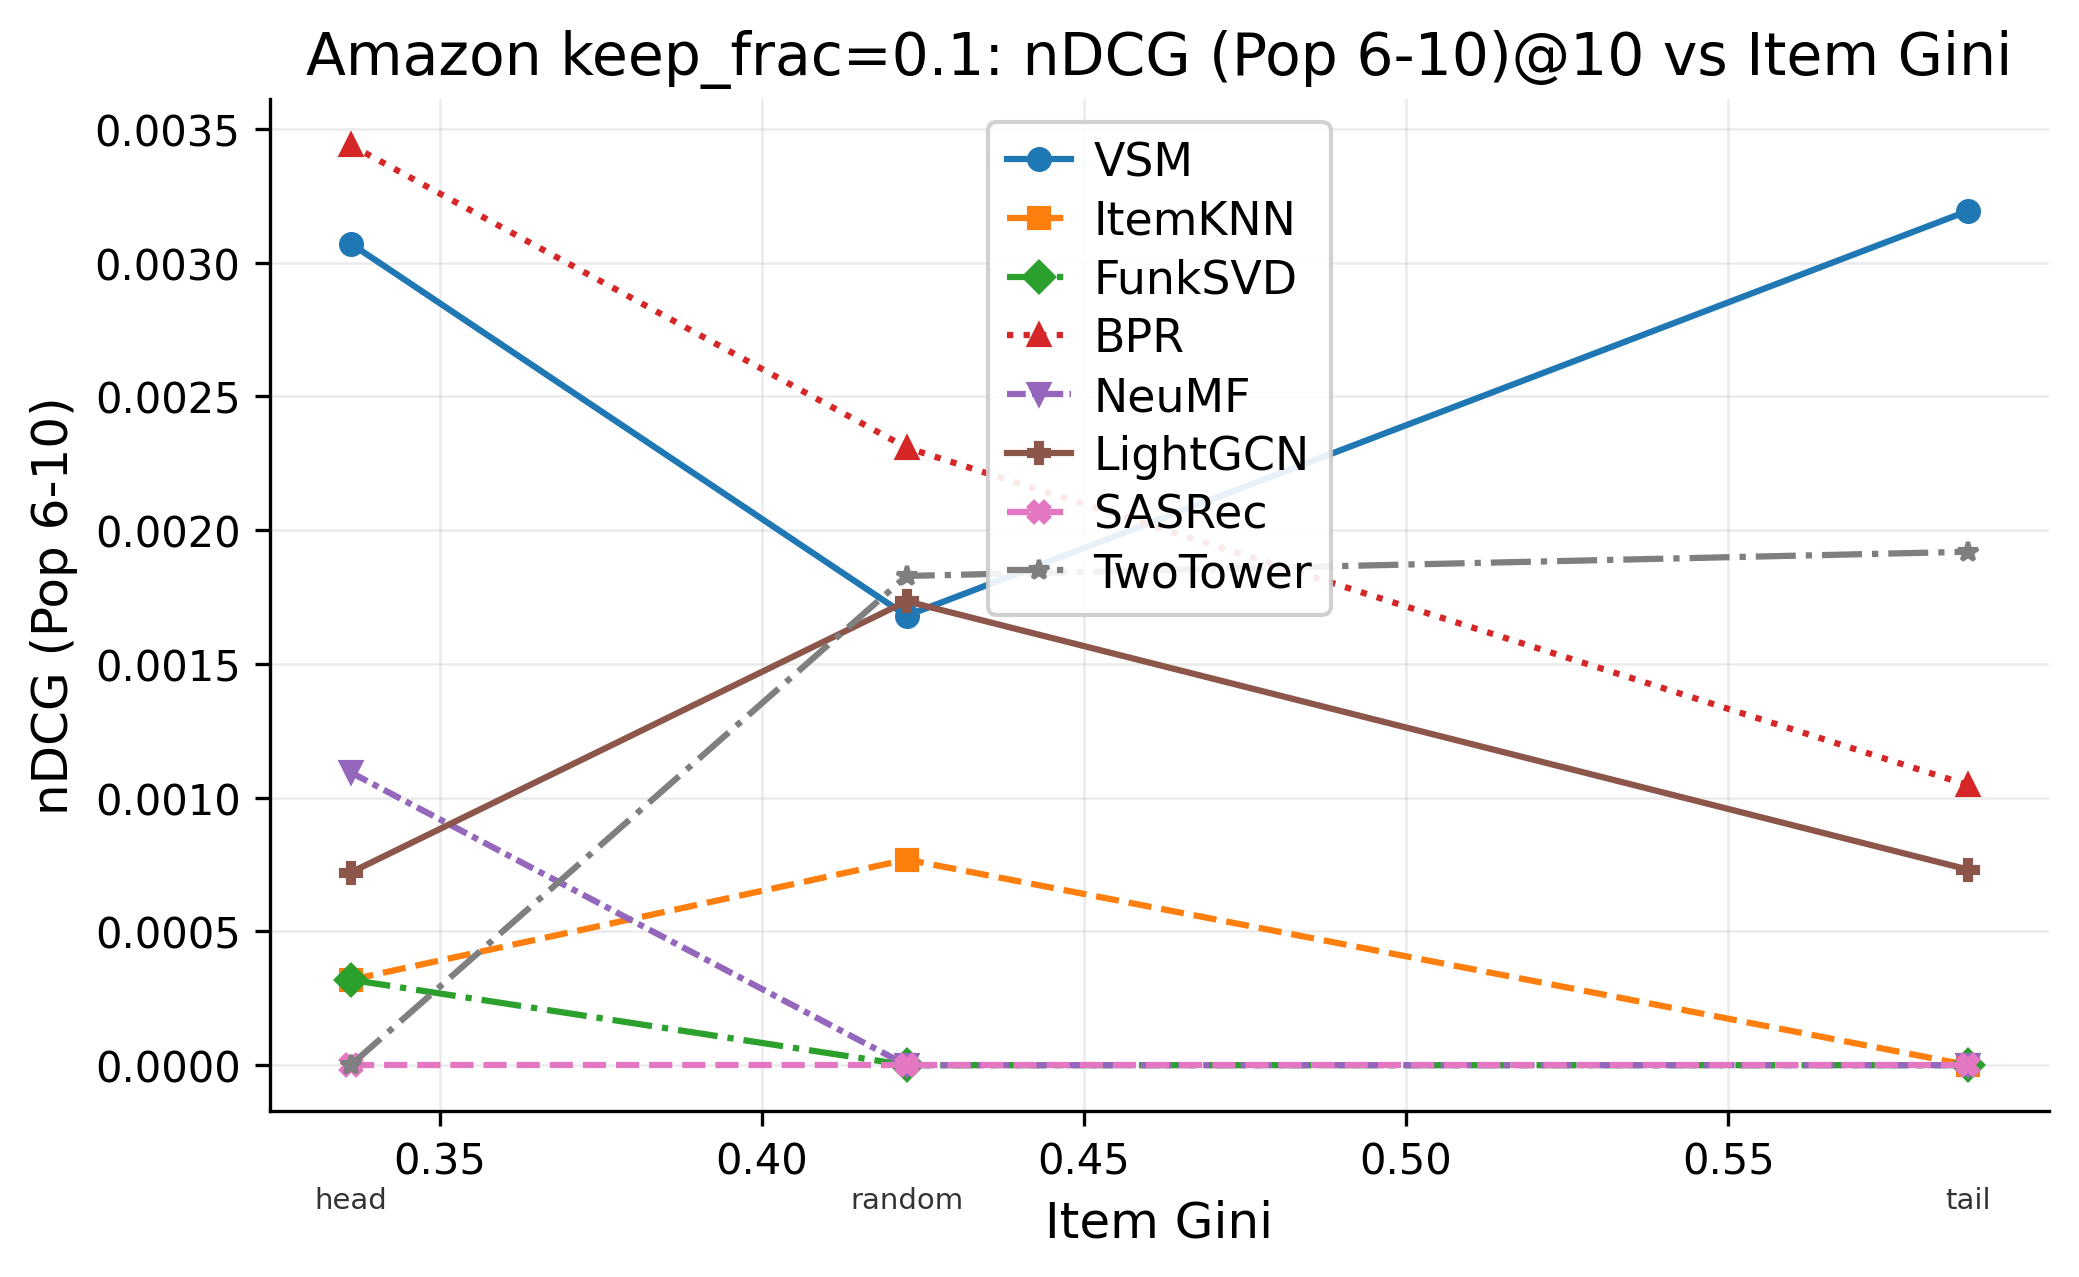 Amazon keep_frac=0.1: nDCG (Pop 6-10)@10 vs Item Gini
nDCG (Pop 6-10)
0.0035
0.0030
0.0025
0.0020
0.0015
0.0010
0.0005
0.0000
VSM
ItemKNN
FunkSVD
BPR
NeuMF
LightGCN
SASRec
TwoTower
0.35 0.40 0.45 0.50 0.55
head random tail
Item Gini